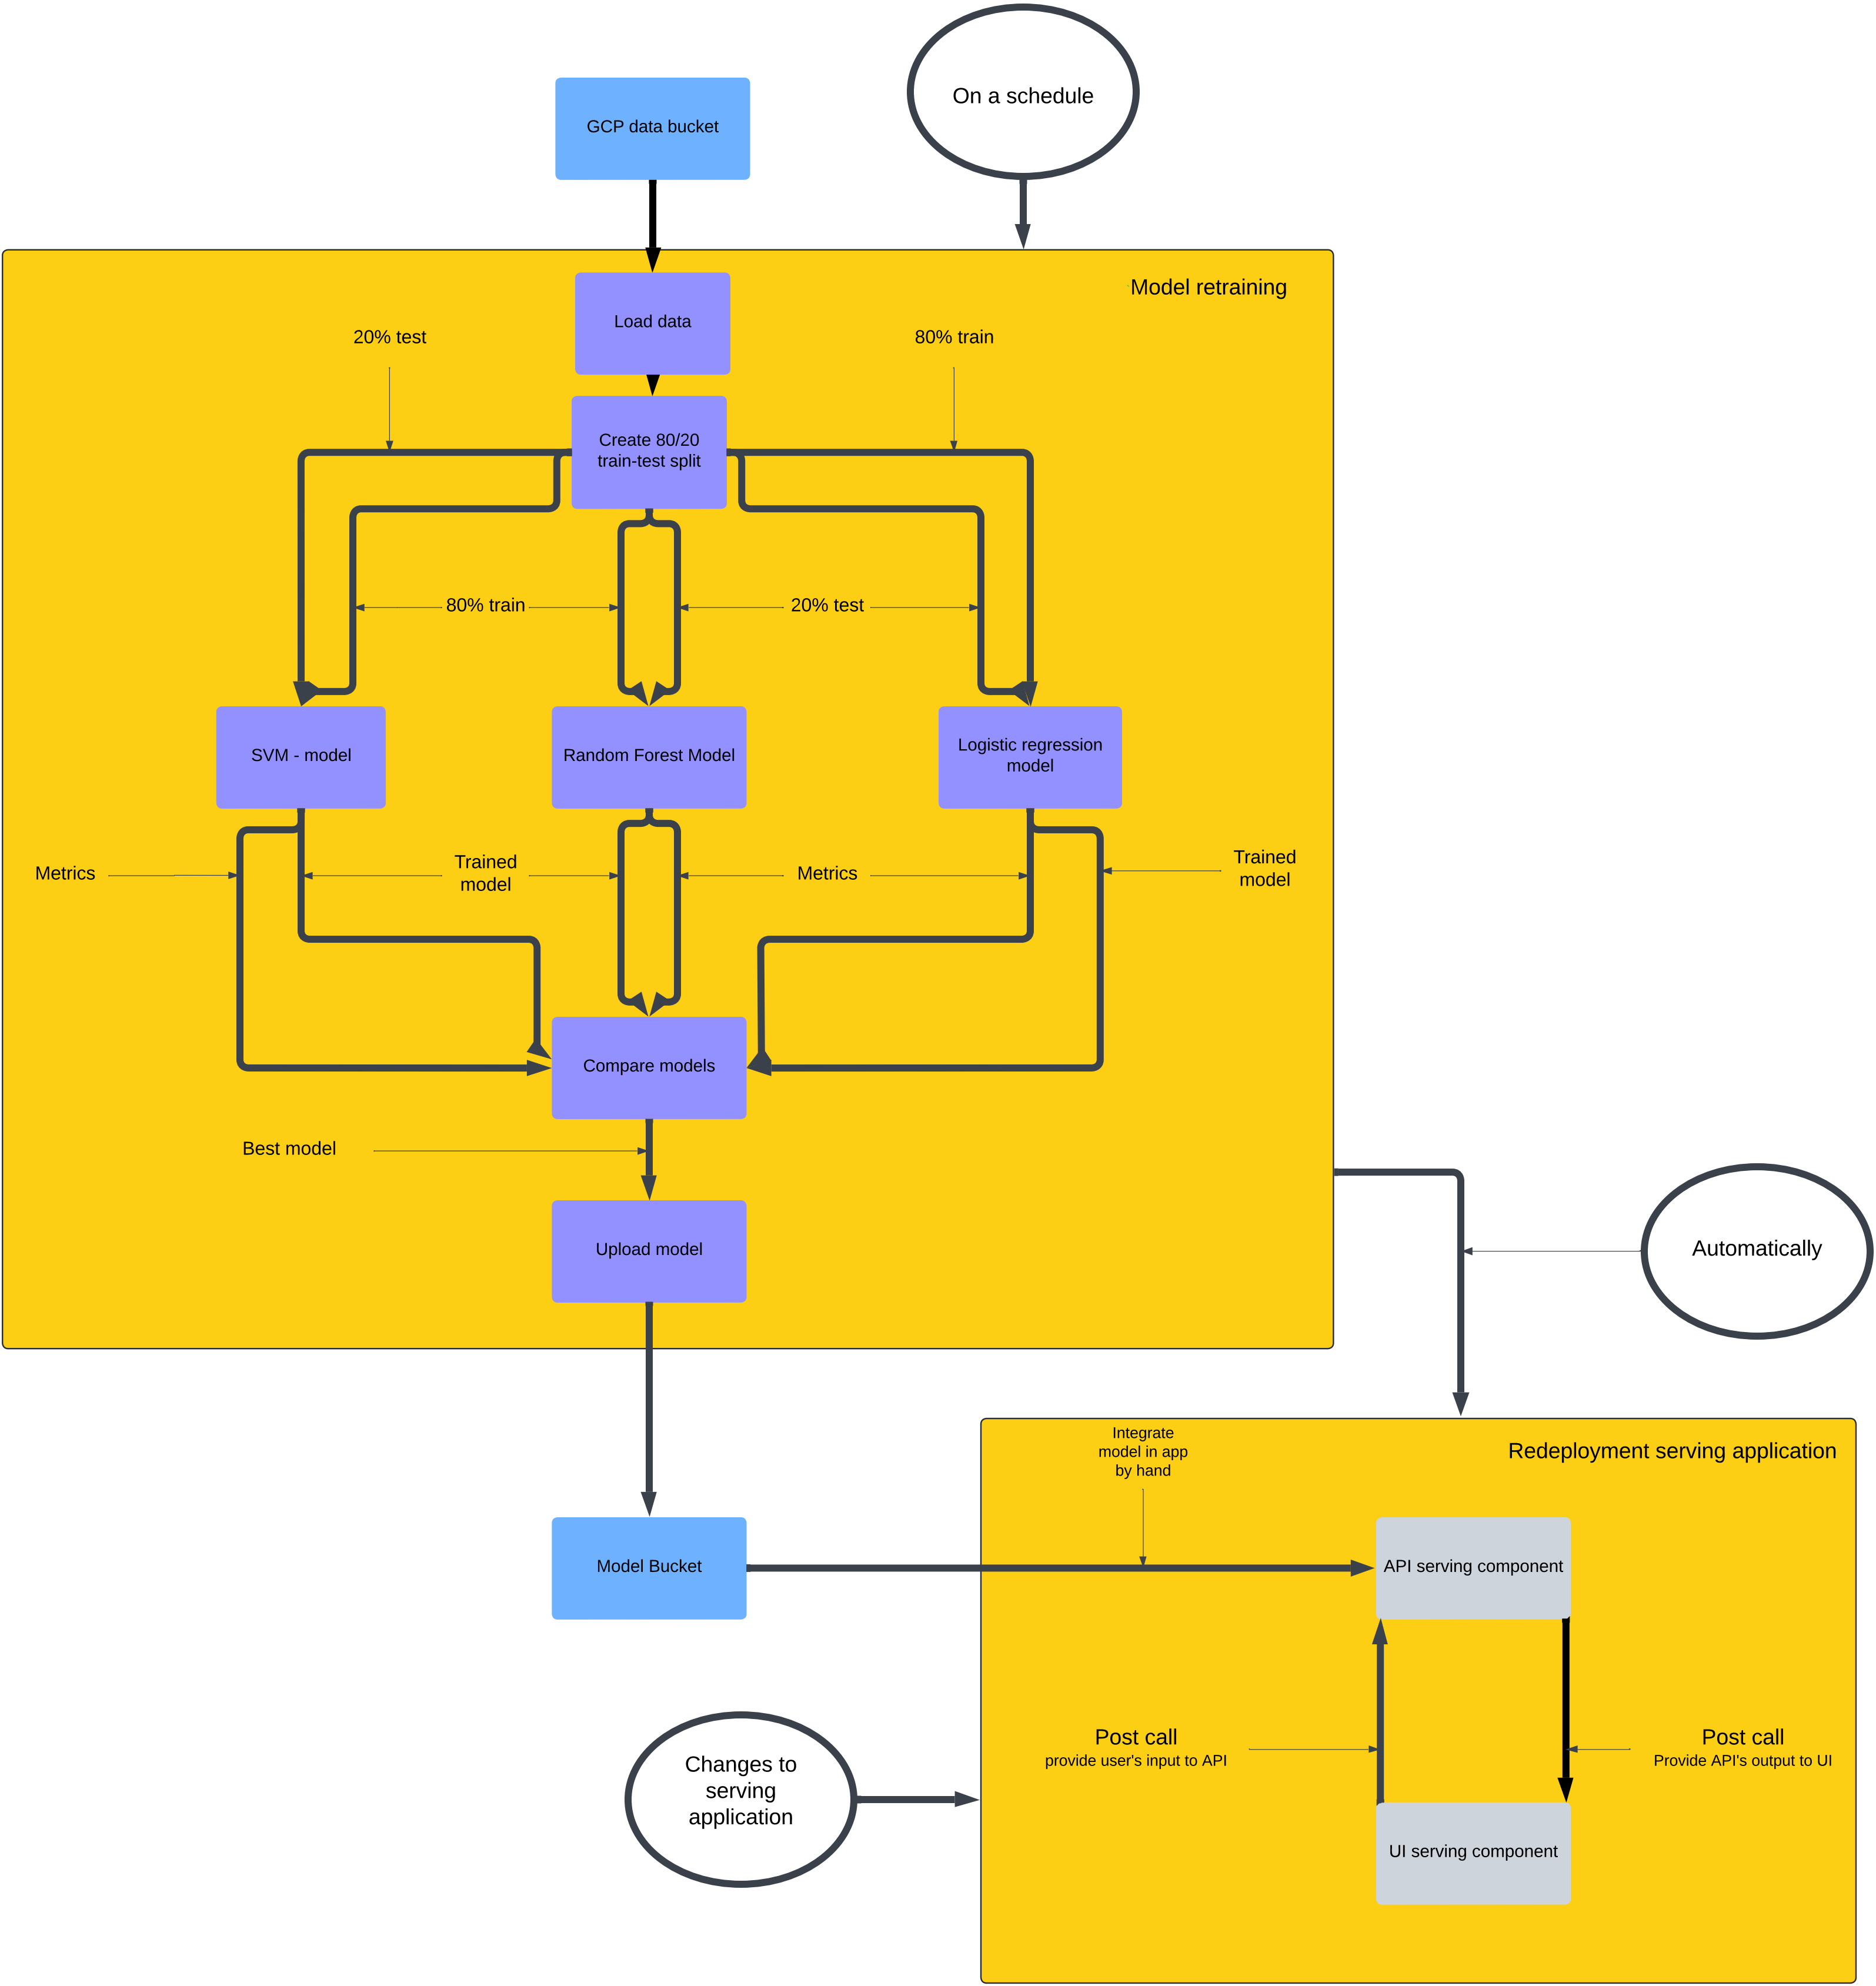 On a schedule
GCP data bucket
Model retraining
Load data
20% test
80% train
Create 80/20
train-test split
80% train
20% test
SVM - model
Random Forest Model
Logistic regression
model
Metrics
Trained
model
Metrics
Trained
model
Compare models
Best model
Upload model
Automatically
Integrate
model in app
by hand
Redeployment serving application
Model Bucket
API serving component
Post call
provide user's input to API
Post call
Provide API's output to UI
Changes to
serving
application
UI serving component